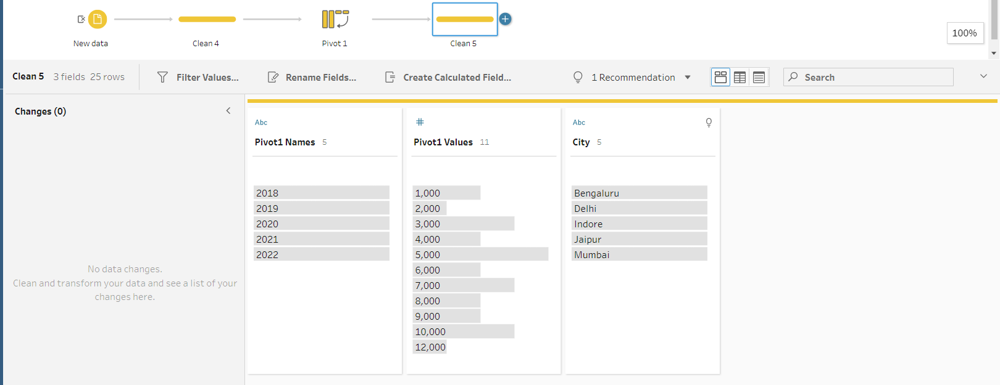 New data
Clean 4
Pivot 1
Clean 5
100%
Clean 5 3 fields 25 rows
Filter Values...
Rename Fields...
Create Calculated Field...
1 Recommendation
Search
Changes (0)
No data changes.
Clean and transform your data and see a list of your
changes here.
Abc
Pivot1 Names 5
2018
2019
2020
2021
2022
#
Pivot1 Values 11
1,000
2,000
3,000
4,000
5,000
6,000
7,000
8,000
9,000
10,000
12,000
Abc
City 5
Bengaluru
Delhi
Indore
Jaipur
Mumbai